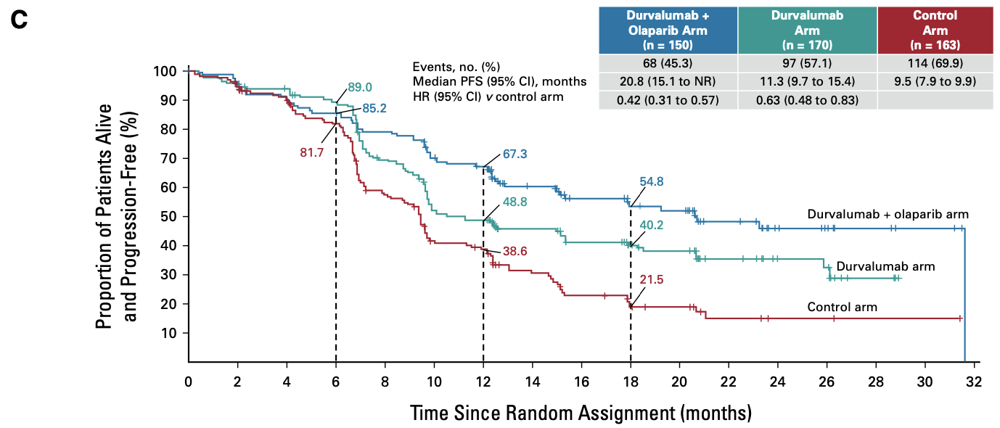 C
Durvalumab + Olaparib Arm (n = 150)
Durvalumab Arm (n = 170)
Control Arm (n = 163)
Events, no. (%) 68 (45.3) 97 (57.1) 114 (69.9)
Median PFS (95% CI), months 20.8 (15.1 to NR) 11.3 (9.7 to 15.4) 9.5 (7.9 to 9.9)
HR (95% CI) v control arm 0.42 (0.31 to 0.57) 0.63 (0.48 to 0.83)
Proportion of Patients Alive
and Progression-Free (%)
100
90
80
70
60
50
40
30
20
10
89.0
85.2
81.7
67.3
48.8
38.6
54.8
40.2
21.5
Durvalumab + olaparib arm
Durvalumab arm
Control arm
0 2 4 6 8 10 12 14 16 18 20 22 24 26 28 30 32
Time Since Random Assignment (months)